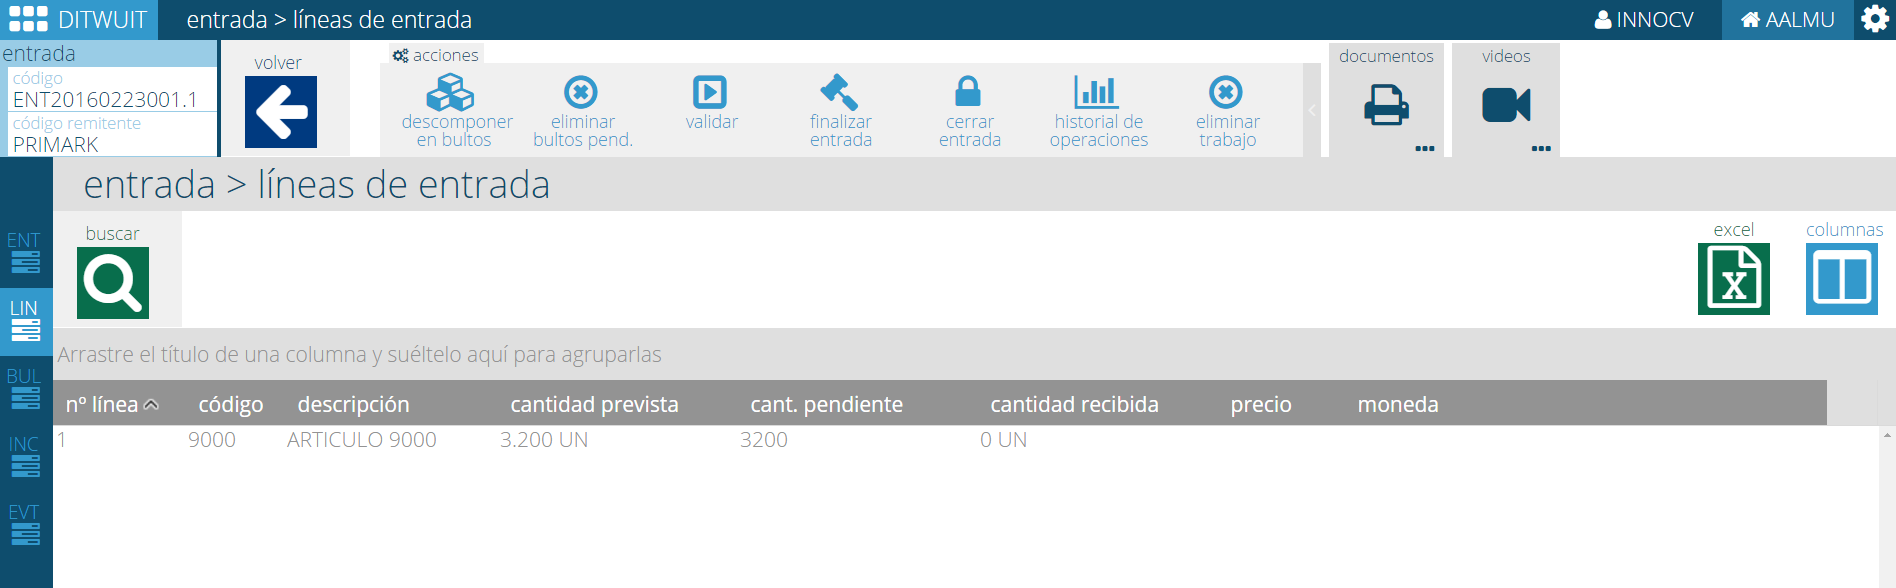 DITWUIT
entrada > líneas de entrada
INNOCV
AALMU
entrada
código
ENT20160223001.1
código remitente
PRIMARK
volver
acciones
descomponer
en bultos
eliminar
bultos pend.
validar
finalizar
entrada
cerrar
entrada
historial de
operaciones
eliminar
trabajo
documentos
videos
entrada > líneas de entrada
ENT
LIN
BUL
INC
EVT
buscar
excel
columnas
Arrastre el título de una columna y suéltelo aquí para agruparlas
nº línea código descripción cantidad prevista cant. pendiente cantidad recibida precio moneda
1 9000 ARTICULO 9000 3.200 UN 3200 0 UN